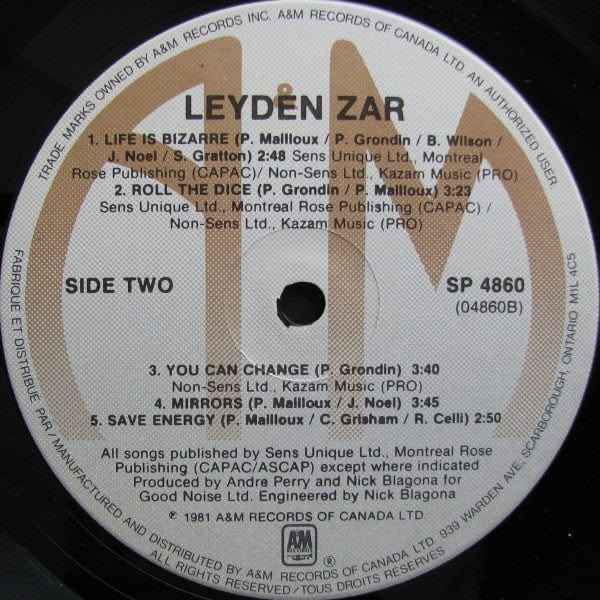 TRADE MARKS OWNED BY A&M RECORDS INC. A&M RECORDS OF CANADA LTD. AN AUTHORIZED USER
&
LEYDEN ZAR
1. LIFE IS BIZARRE (P. Mailloux / P. Grondin / B. Wilson /
J. Noel / S. Gratton) 2:48 Sens Unique Ltd., Montreal
Rose Publishing (CAPAC)/ Non-Sens Ltd., Kazam Music (PRO)
2. ROLL THE DICE (P. Grondin / P. Mailloux) 3:23
Sens Unique Ltd., Montreal Rose Publishing (CAPAC) /
Non-Sens Ltd., Kazam Music (PRO)
SIDE TWO
SP 4860
(04860B)
3. YOU CAN CHANGE (P. Grondin) 3:40
Non-Sens Ltd., Kazam Music (PRO)
4. MIRRORS (P. Mailloux / J. Noel) 3:45
5. SAVE ENERGY (P. Mailloux / C. Grisham / R. Celli) 2:50
All songs published by Sens Unique Ltd., Montreal Rose
Publishing (CAPAC/ASCAP) except where indicated
Produced by Andre Perry and Nick Blagona for
Good Noise Ltd. Engineered by Nick Blagona
℗ 1981 A&M RECORDS OF CANADA LTD.
A&M
RECORDS
®
FABRIQUÉ ET DISTRIBUÉ PAR / MANUFACTURED AND DISTRIBUTED BY A&M RECORDS OF CANADA LTD. 939 WARDEN AVE, SCARBOROUGH, ONTARIO M1L 4C5
ALL RIGHTS RESERVED / TOUS DROITS RESERVÉS